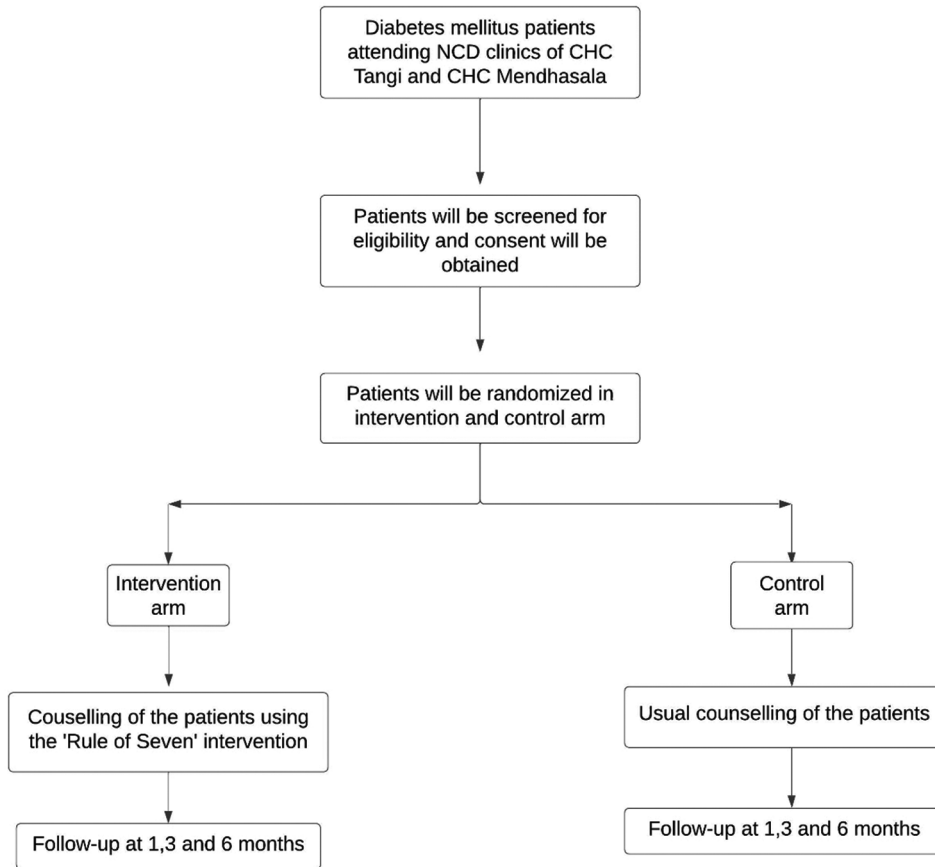 Diabetes mellitus patients
attending NCD clinics of CHC
Tangi and CHC Mendhasala
Patients will be screened for
eligibility and consent will be
obtained
Patients will be randomized in
intervention and control arm
Intervention
arm
Control
arm
Couselling of the patients using
the 'Rule of Seven' intervention
Usual counselling of the patients
Follow-up at 1,3 and 6 months
Follow-up at 1,3 and 6 months